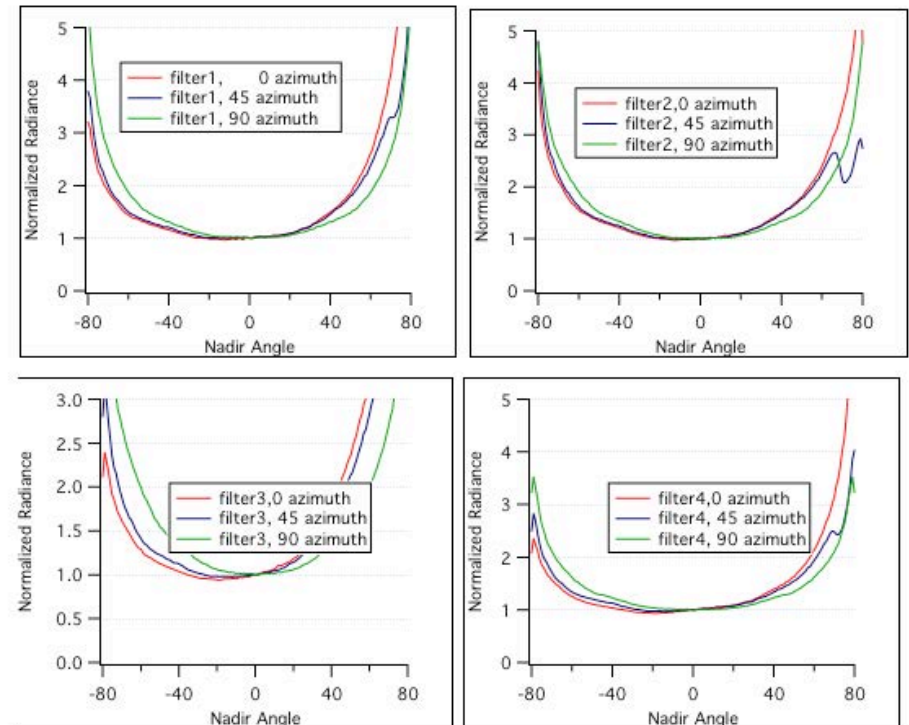 Normalized Radiance
5
4
3
2
1
0
filter1, 0 azimuth
filter1, 45 azimuth
filter1, 90 azimuth
-80 -40 0 40 80
Nadir Angle
Normalized Radiance
5
4
3
2
1
0
filter2,0 azimuth
filter2, 45 azimuth
filter2, 90 azimuth
-80 -40 0 40 80
Nadir Angle
Normalized Radiance
3.0
2.5
2.0
1.5
1.0
0.5
0.0
filter3,0 azimuth
filter3, 45 azimuth
filter3, 90 azimuth
-80 -40 0 40 80
Nadir Angle
Normalized Radiance
5
4
3
2
1
0
filter4,0 azimuth
filter4, 45 azimuth
filter4, 90 azimuth
-80 -40 0 40 80
Nadir Angle